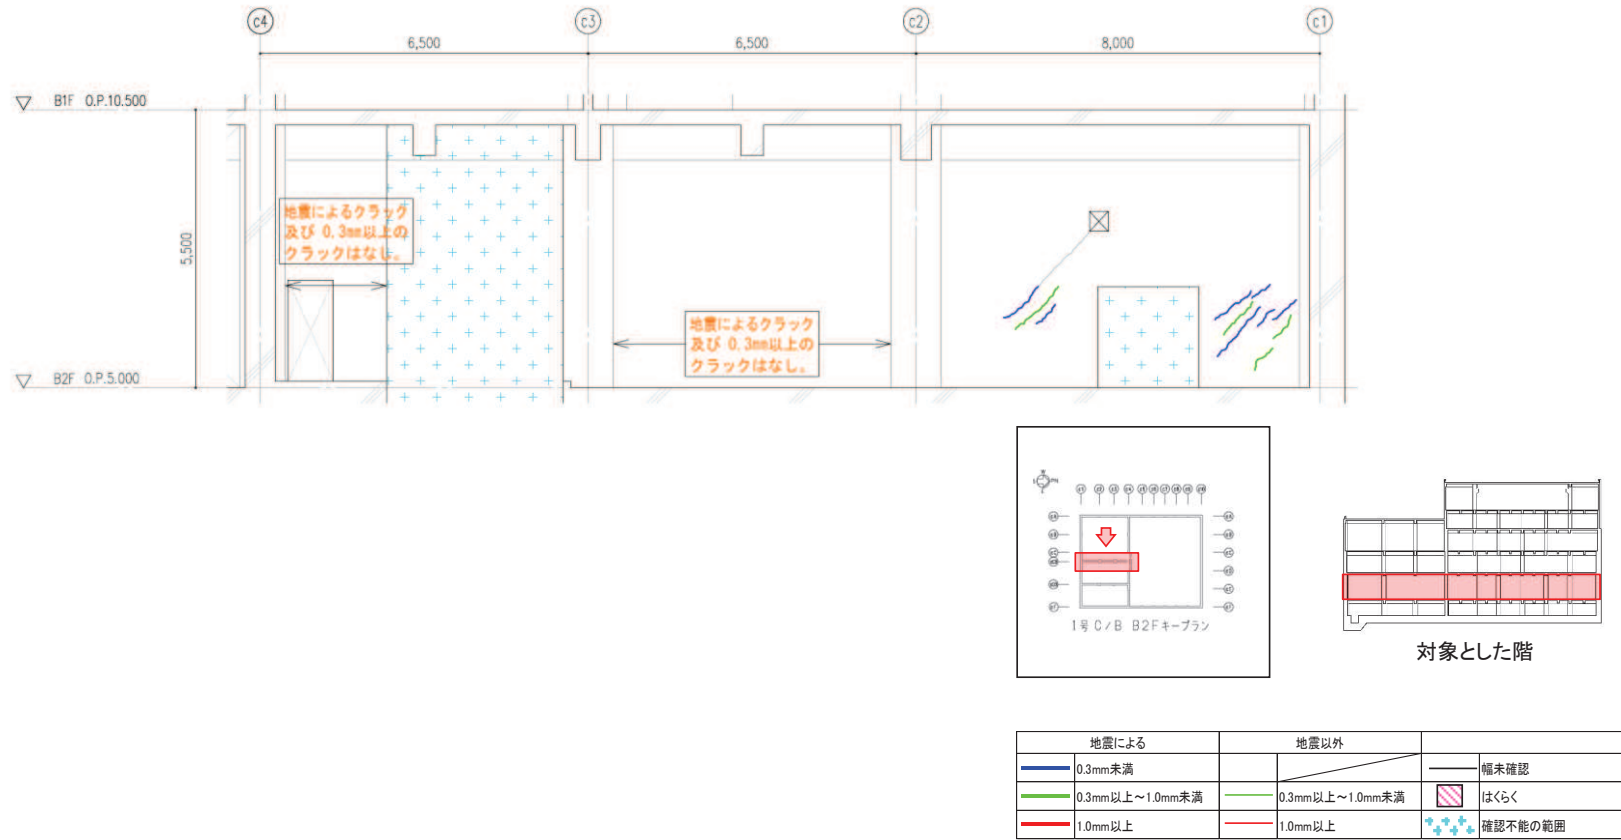 c4
c3
c2
c1
6,500
6,500
8,000
B1F O.P.10.500
5,500
地震によるクラック
及び 0.3mm以上の
クラックはなし。
地震によるクラック
及び 0.3mm以上の
クラックはなし。
B2F O.P.5.000
1号 C/B B2Fキープラン
対象とした階
地震による
地震以外
0.3mm未満
幅未確認
0.3mm以上～1.0mm未満
0.3mm以上～1.0mm未満
はくらく
1.0mm以上
1.0mm以上
確認不能の範囲